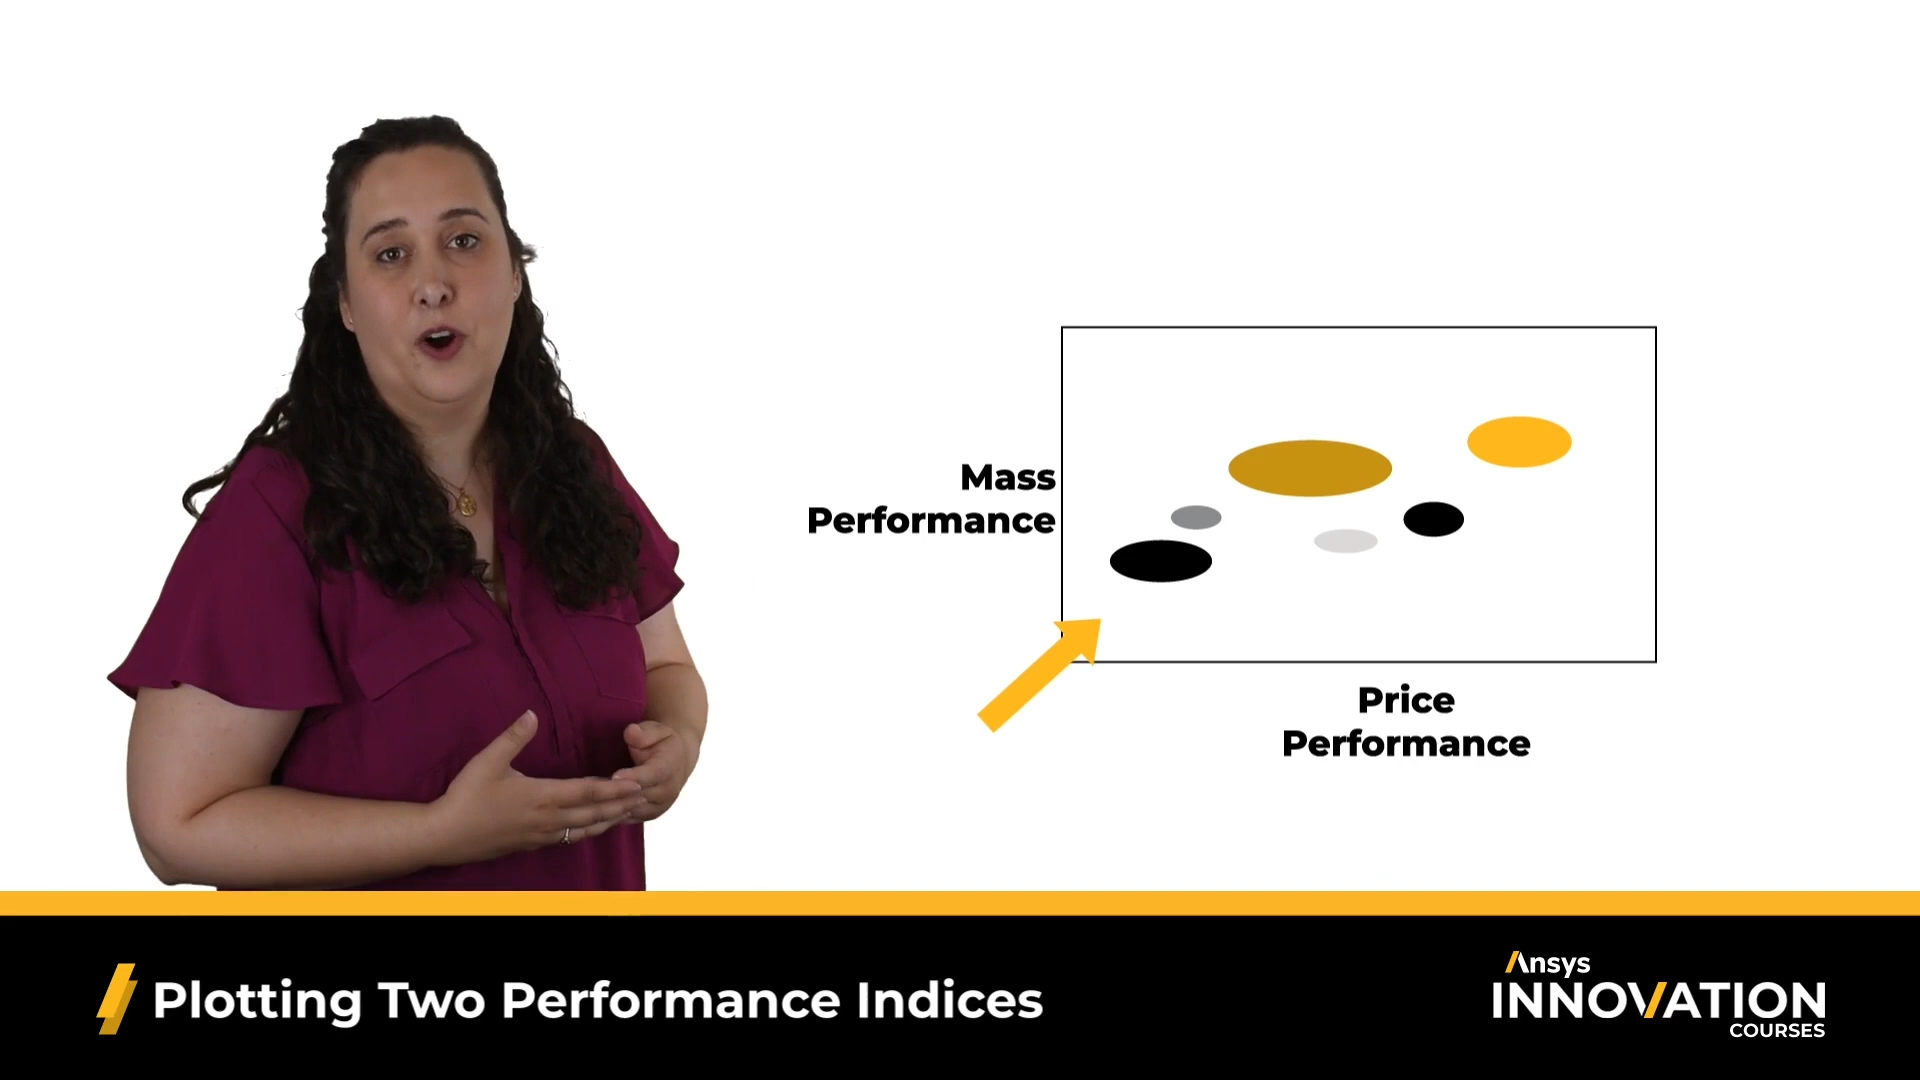 Mass
Performance
Price
Performance
Plotting Two Performance Indices
Ansys
INNOVATION
COURSES